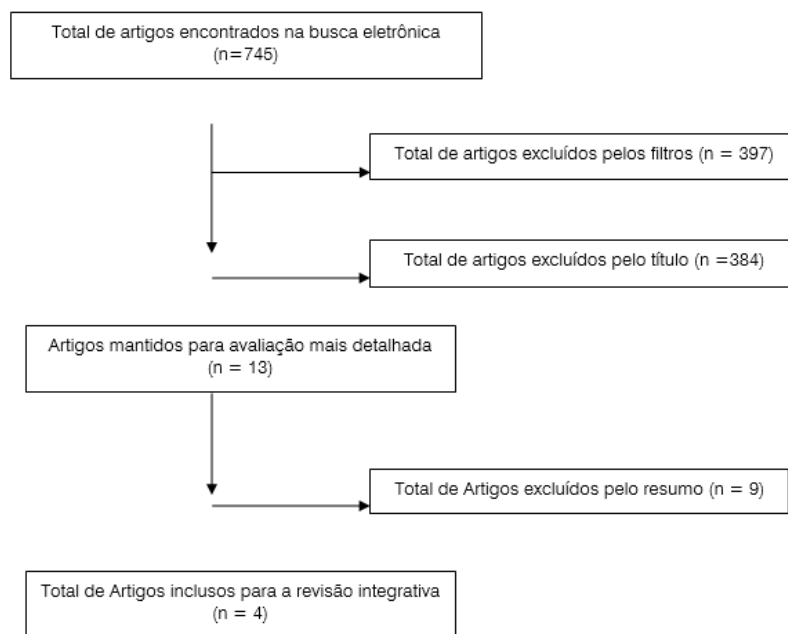 Total de artigos encontrados na busca eletrônica
(n=745)
Total de artigos excluídos pelos filtros (n = 397)
Total de artigos excluídos pelo título (n =384)
Artigos mantidos para avaliação mais detalhada
(n = 13)
Total de Artigos excluídos pelo resumo (n = 9)
Total de Artigos inclusos para a revisão integrativa
(n = 4)